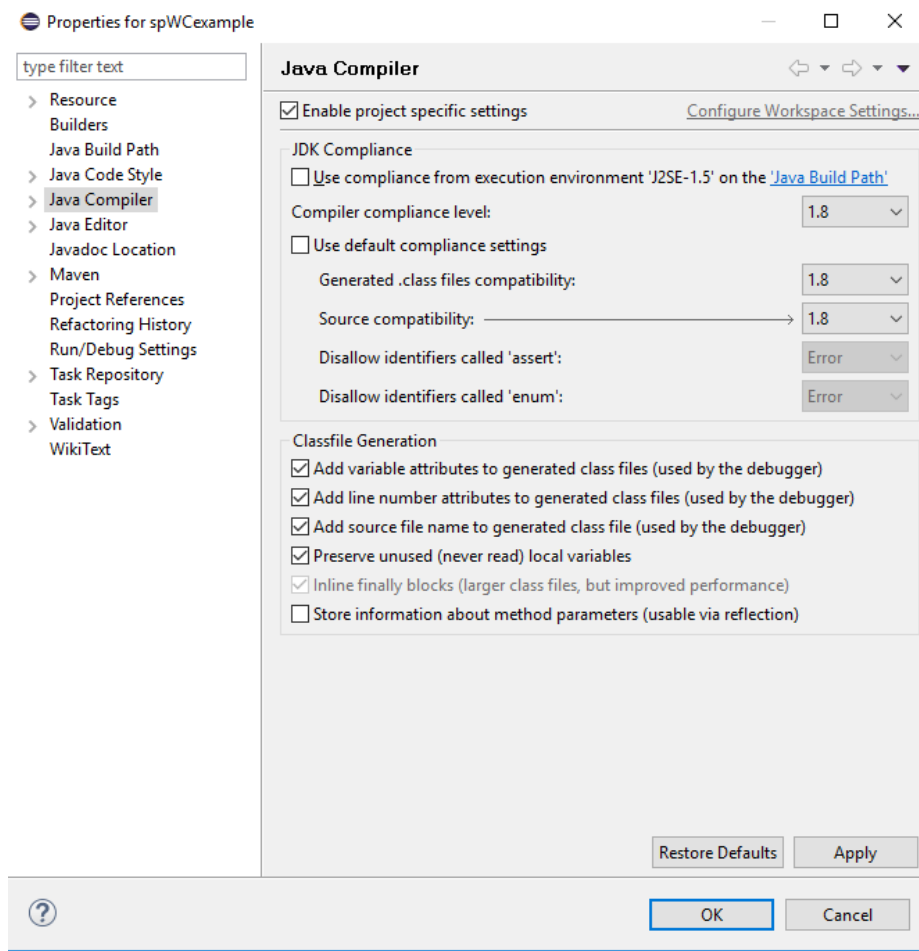 Properties for spWCexample
type filter text
Resource
Builders
Java Build Path
Java Code Style
Java Compiler
Java Editor
Javadoc Location
Maven
Project References
Refactoring History
Run/Debug Settings
Task Repository
Task Tags
Validation
WikiText
Java Compiler
Enable project specific settings
Configure Workspace Settings...
JDK Compliance
Use compliance from execution environment 'J2SE-1.5' on the 'Java Build Path'
Compiler compliance level: 1.8
Use default compliance settings
Generated .class files compatibility: 1.8
Source compatibility: 1.8
Disallow identifiers called 'assert': Error
Disallow identifiers called 'enum': Error
Classfile Generation
Add variable attributes to generated class files (used by the debugger)
Add line number attributes to generated class files (used by the debugger)
Add source file name to generated class file (used by the debugger)
Preserve unused (never read) local variables
Inline finally blocks (larger class files, but improved performance)
Store information about method parameters (usable via reflection)
Restore Defaults Apply
? OK Cancel